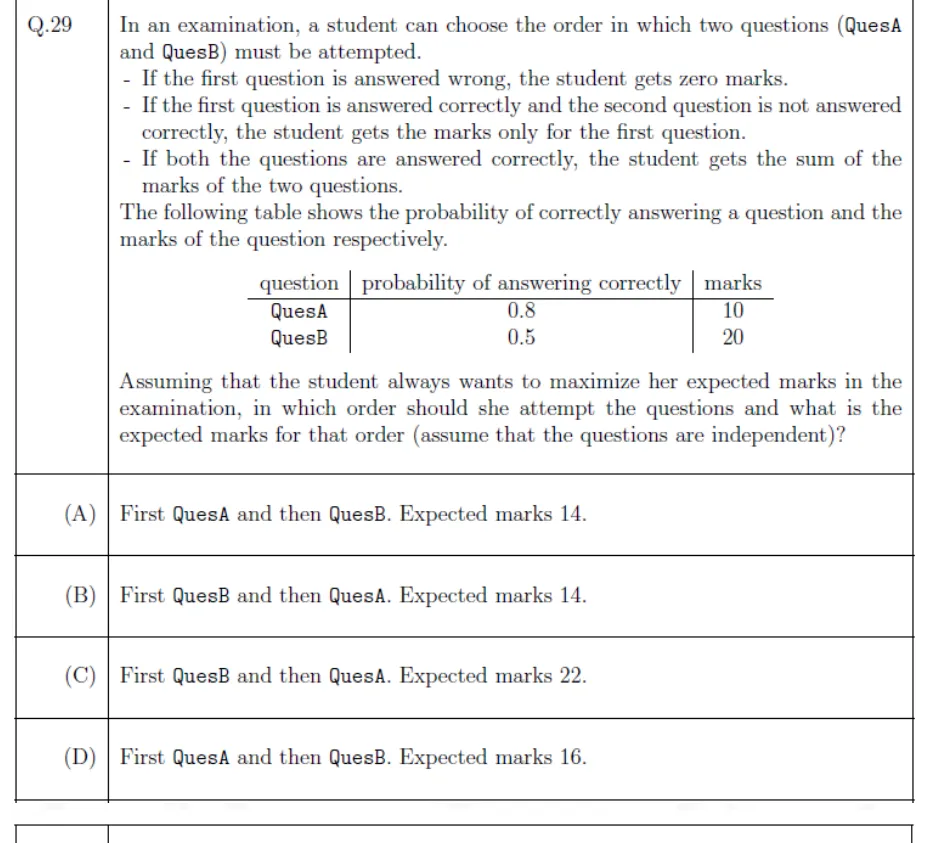 Q.29 In an examination, a student can choose the order in which two questions (QuesA
and QuesB) must be attempted.
- If the first question is answered wrong, the student gets zero marks.
- If the first question is answered correctly and the second question is not answered
correctly, the student gets the marks only for the first question.
- If both the questions are answered correctly, the student gets the sum of the
marks of the two questions.
The following table shows the probability of correctly answering a question and the
marks of the question respectively.
question probability of answering correctly marks
QuesA 0.8 10
QuesB 0.5 20
Assuming that the student always wants to maximize her expected marks in the
examination, in which order should she attempt the questions and what is the
expected marks for that order (assume that the questions are independent)?
(A) First QuesA and then QuesB. Expected marks 14.
(B) First QuesB and then QuesA. Expected marks 14.
(C) First QuesB and then QuesA. Expected marks 22.
(D) First QuesA and then QuesB. Expected marks 16.